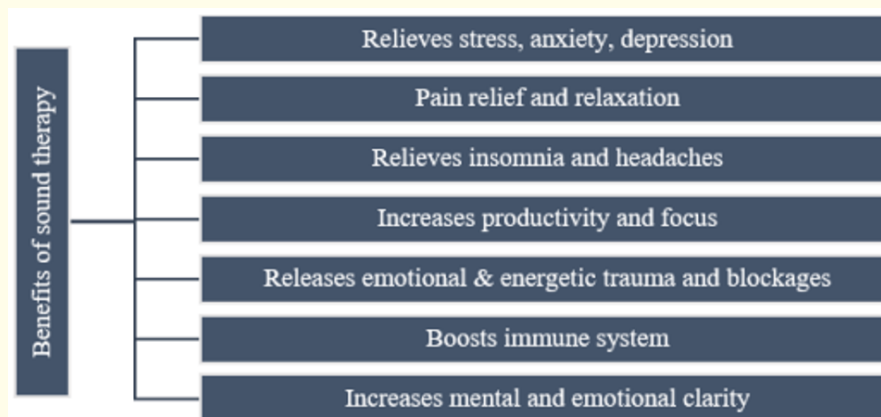 Benefits of sound therapy
Relieves stress, anxiety, depression
Pain relief and relaxation
Relieves insomnia and headaches
Increases productivity and focus
Releases emotional & energetic trauma and blockages
Boosts immune system
Increases mental and emotional clarity